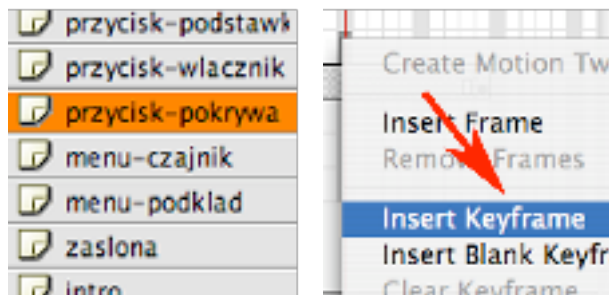 przycisk-podstawk
przycisk-wlacznik
przycisk-pokrywa
menu-czajnik
menu-podklad
zaslona
intro
Create Motion Tw
Insert Frame
Remove Frames
Insert Keyframe
Insert Blank Keyfr
Clear Keyframe